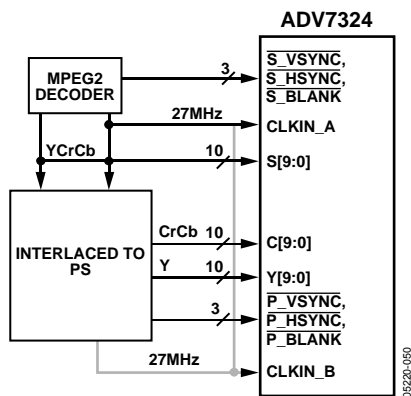 ADV7324
MPEG2
DECODER
3
S_VSYNC,
S_HSYNC,
S_BLANK
27MHz
CLKIN_A
YCrCb
10
S[9:0]
INTERLACED TO
PS
CrCb 10
C[9:0]
Y 10
Y[9:0]
3
P_VSYNC,
P_HSYNC,
P_BLANK
27MHz
CLKIN_B
05220-050